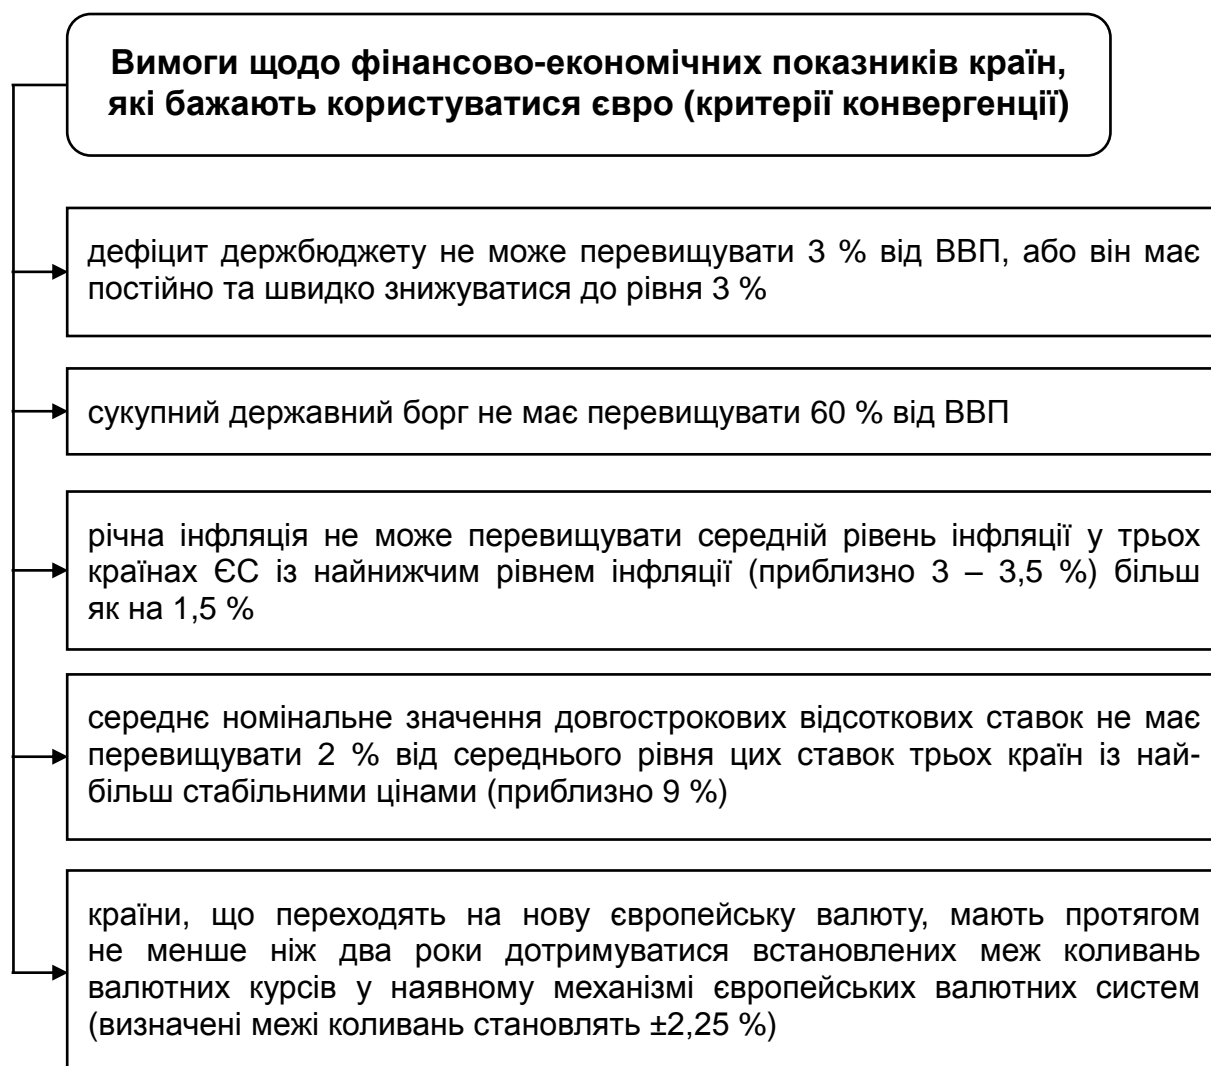 Вимоги щодо фінансово-економічних показників країн,
які бажають користуватися євро (критерії конвергенції)
дефіцит держбюджету не може перевищувати 3 % від ВВП, або він має
постійно та швидко знижуватися до рівня 3 %
сукупний державний борг не має перевищувати 60 % від ВВП
річна інфляція не може перевищувати середній рівень інфляції у трьох
країнах ЄС із найнижчим рівнем інфляції (приблизно 3 – 3,5 %) більш
як на 1,5 %
середнє номінальне значення довгострокових відсоткових ставок не має
перевищувати 2 % від середнього рівня цих ставок трьох країн із най-
більш стабільними цінами (приблизно 9 %)
країни, що переходять на нову європейську валюту, мають протягом
не менше ніж два роки дотримуватися встановлених меж коливань
валютних курсів у наявному механізмі європейських валютних систем
(визначені межі коливань становлять ±2,25 %)